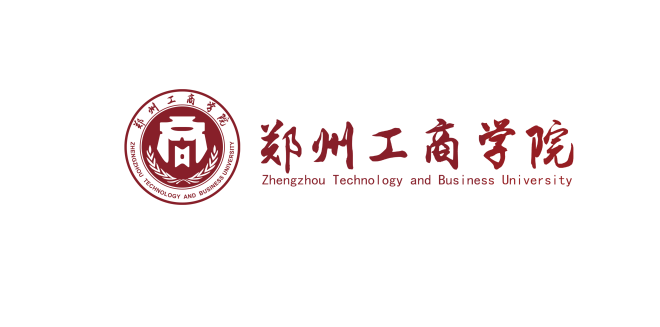 郑州工商学院
ZHENGZHOU TECHNOLOGY AND BUSINESS UNIVERSITY
郑州工商学院
Zhengzhou Technology and Business University